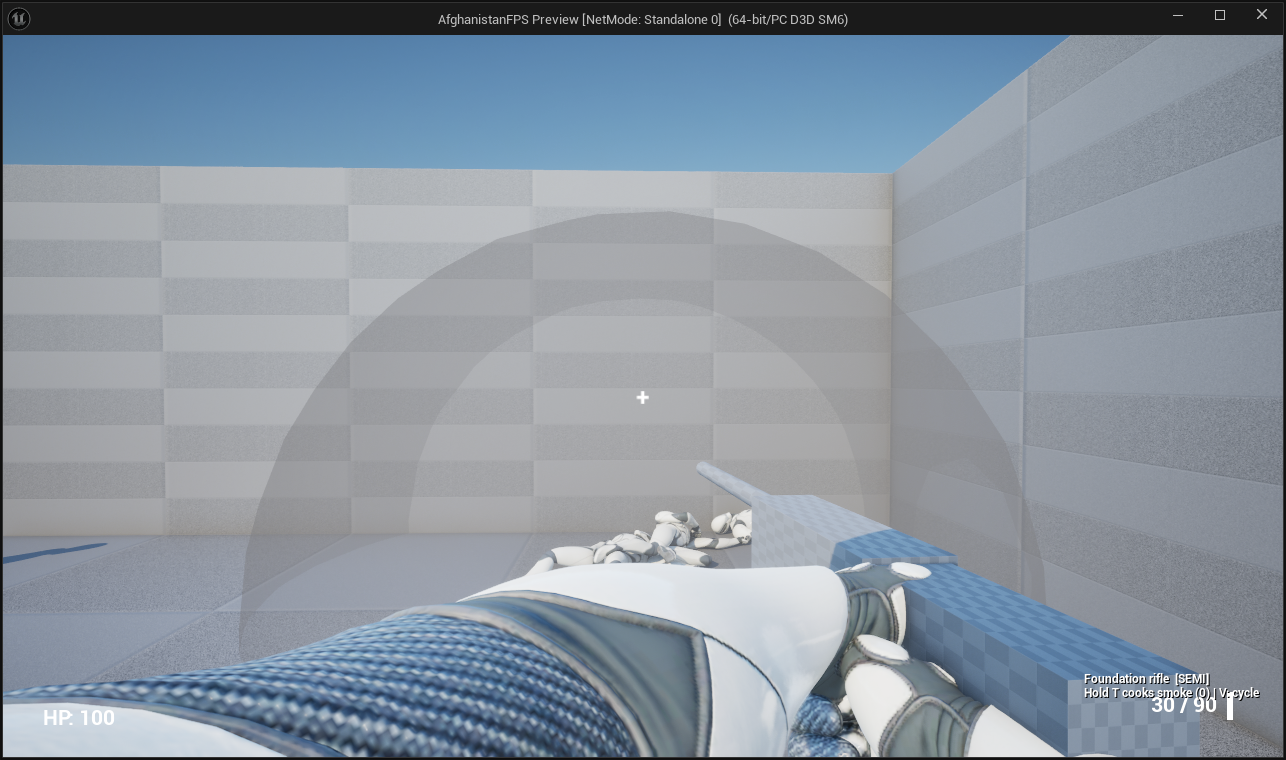 AfghanistanFPS Preview [NetMode: Standalone 0] (64-bit/PC D3D SM6)
Foundation rifle [SEMI]
Hold T cooks smoke (0) | V: cycle
30 / 90
HP: 100